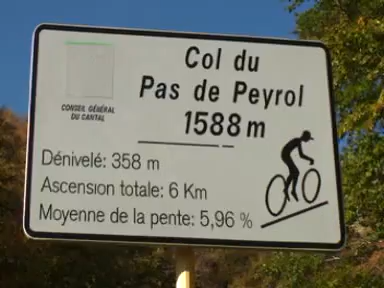 Col du
Pas de Peyrol
1588 m
CONSEIL GÉNÉRAL
DU CANTAL
Dénivelé: 358 m
Ascension totale: 6 Km
Moyenne de la pente: 5,96 %